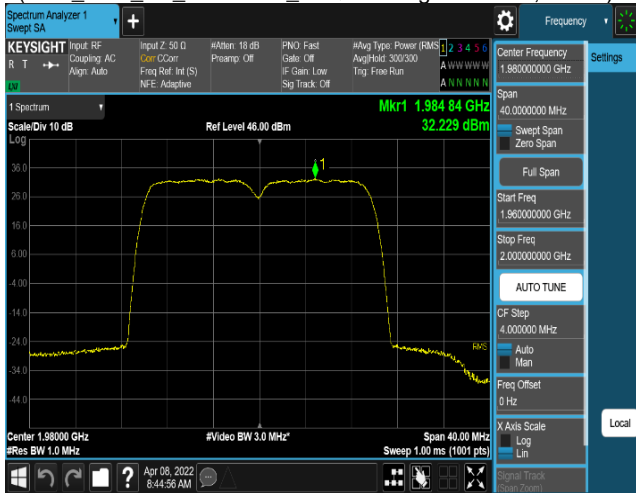 Spectrum Analyzer 1
Swept SA
+
Frequency
KEYSIGHT
R T
LXI
Input: RF
Coupling: AC
Align: Auto
Input Z: 50 Ω
Corr CCorr
Freq Ref: Int (S)
NFE: Adaptive
#Atten: 18 dB
Preamp: Off
PNO: Fast
Gate: Off
IF Gain: Low
Sig Track: Off
#Avg Type: Power (RMS
Avg|Hold: 300/300
Trig: Free Run
1 2 3 4 5 6
A W W W W W
A N N N N N
1 Spectrum
Scale/Div 10 dB
Log
Ref Level 46.00 dBm
Mkr1 1.984 84 GHz
32.229 dBm
1
36.0
26.0
16.0
6.00
-4.00
-14.0
-24.0
-34.0
-44.0
RMS
Center 1.98000 GHz
#Res BW 1.0 MHz
#Video BW 3.0 MHz*
Span 40.00 MHz
Sweep 1.00 ms (1001 pts)
Center Frequency
1.980000000 GHz
Span
40.0000000 MHz
Swept Span
Zero Span
Full Span
Start Freq
1.960000000 GHz
Stop Freq
2.000000000 GHz
AUTO TUNE
CF Step
4.000000 MHz
Auto
Man
Freq Offset
0 Hz
X Axis Scale
Log
Lin
Signal Track
(Span Zoom)
Settings
Local
?
Apr 08, 2022
8:44:56 AM